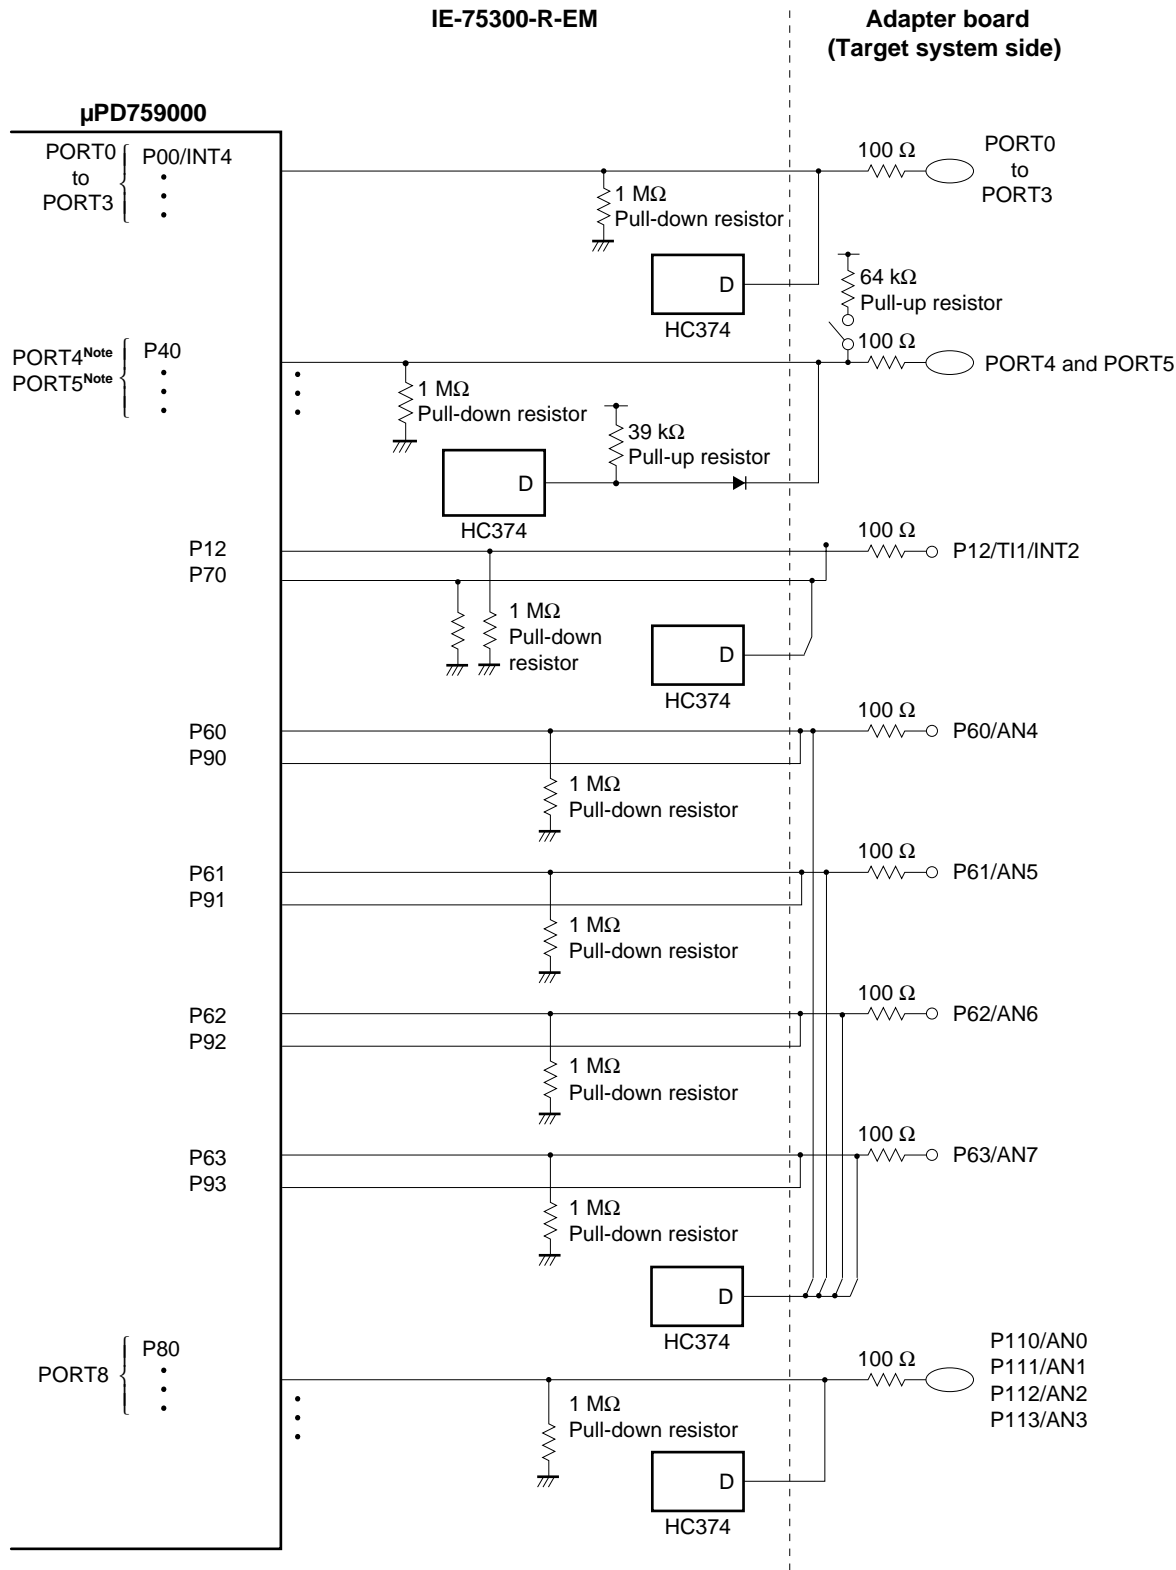 IE-75300-R-EM
Adapter board
(Target system side)
µPD759000
PORT0
to
PORT3
P00/INT4
1 MΩ
Pull-down resistor
100 Ω
PORT0
to
PORT3
D
HC374
64 kΩ
Pull-up resistor
PORT4Note
PORT5Note
P40
100 Ω
PORT4 and PORT5
1 MΩ
Pull-down resistor
39 kΩ
Pull-up resistor
D
HC374
P12
P70
100 Ω
P12/TI1/INT2
1 MΩ
Pull-down
resistor
D
HC374
P60
P90
100 Ω
P60/AN4
1 MΩ
Pull-down resistor
P61
P91
100 Ω
P61/AN5
1 MΩ
Pull-down resistor
P62
P92
100 Ω
P62/AN6
1 MΩ
Pull-down resistor
P63
P93
100 Ω
P63/AN7
1 MΩ
Pull-down resistor
D
HC374
PORT8
P80
100 Ω
P110/AN0
P111/AN1
P112/AN2
P113/AN3
1 MΩ
Pull-down resistor
D
HC374